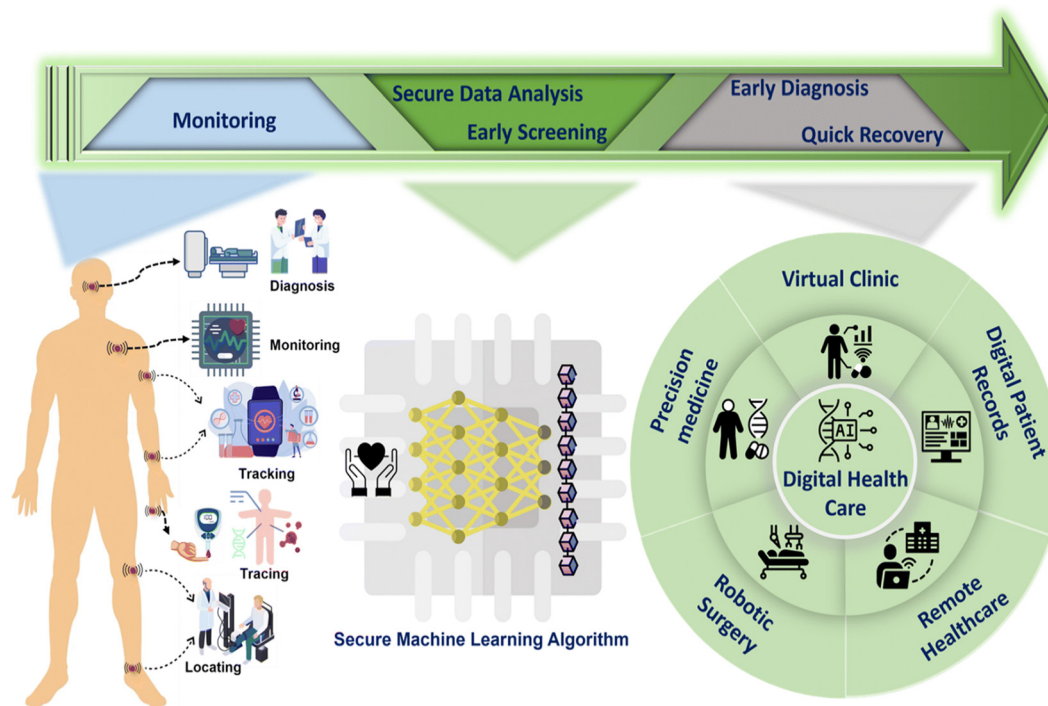 Monitoring
Secure Data Analysis
Early Screening
Early Diagnosis
Quick Recovery
Diagnosis
Monitoring
Tracking
Tracing
Locating
Secure Machine Learning Algorithm
Virtual Clinic
Precision
medicine
Digital Patient
Records
AI
Digital Health
Care
Robotic
Surgery
Remote
Healthcare